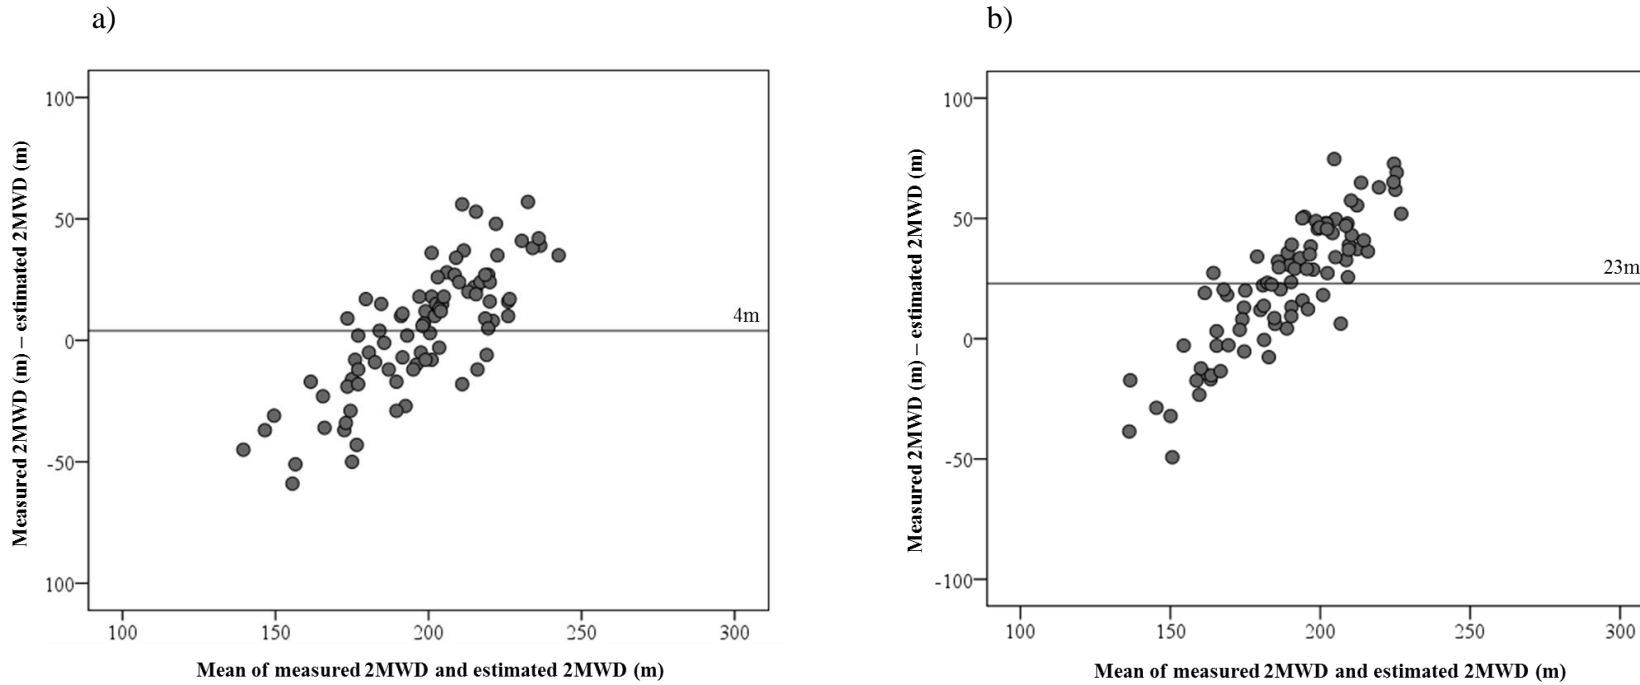 a)
Measured 2MWD (m) – estimated 2MWD (m)
100
50
0
-50
100
4m
100
150
200
250
300
Mean of measured 2MWD and estimated 2MWD (m)
b)
Measured 2MWD (m) – estimated 2MWD (m)
100
50
0
-50
-100
23m
100
150
200
250
300
Mean of measured 2MWD and estimated 2MWD (m)